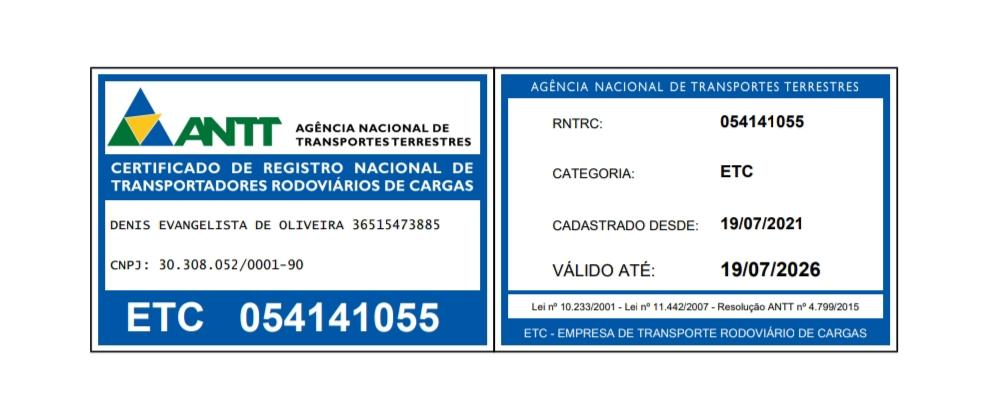 ANTT AGÊNCIA NACIONAL DE
TRANSPORTES TERRESTRES
CERTIFICADO DE REGISTRO NACIONAL DE
TRANSPORTADORES RODOVIÁRIOS DE CARGAS
DENIS EVANGELISTA DE OLIVEIRA 36515473885
CNPJ: 30.308.052/0001-90
ETC 054141055
AGÊNCIA NACIONAL DE TRANSPORTES TERRESTRES
RNTRC: 054141055
CATEGORIA: ETC
CADASTRADO DESDE: 19/07/2021
VÁLIDO ATÉ: 19/07/2026
Lei nº 10.233/2001 - Lei nº 11.442/2007 - Resolução ANTT nº 4.799/2015
ETC - EMPRESA DE TRANSPORTE RODOVIÁRIO DE CARGAS